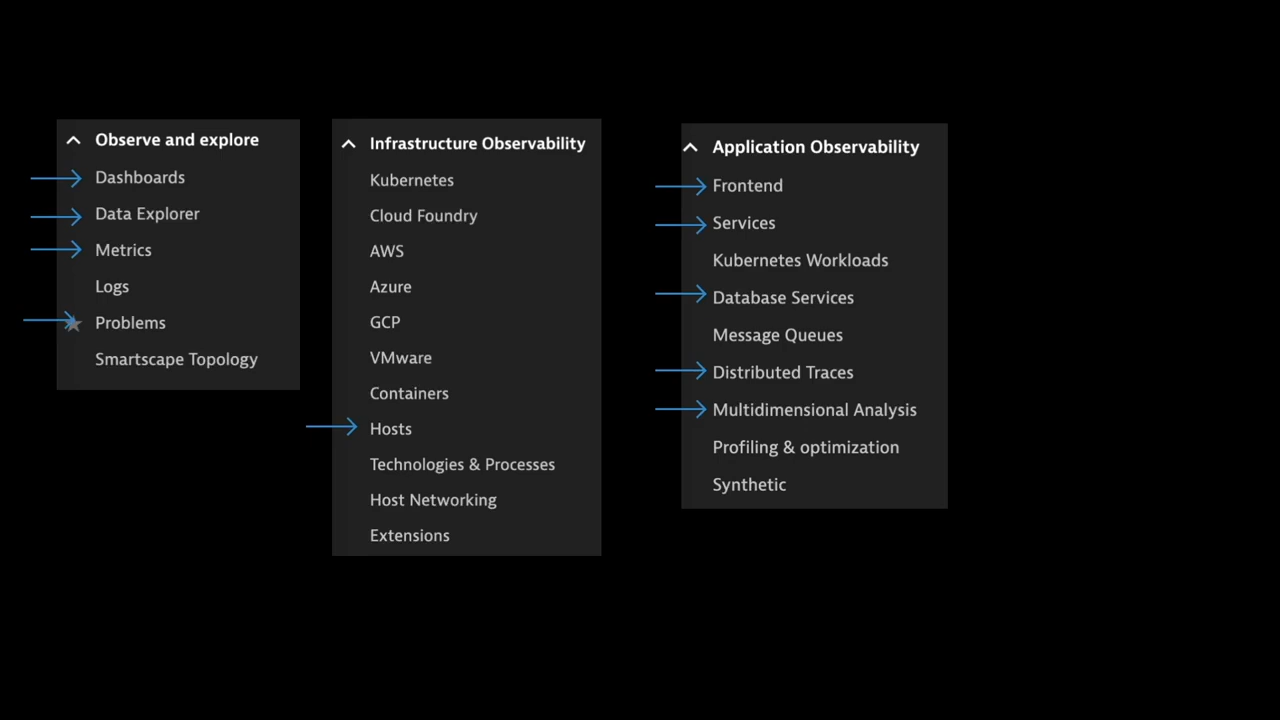 Observe and explore
Dashboards
Data Explorer
Metrics
Logs
Problems
Smartscape Topology
Infrastructure Observability
Kubernetes
Cloud Foundry
AWS
Azure
GCP
VMware
Containers
Hosts
Technologies & Processes
Host Networking
Extensions
Application Observability
Frontend
Services
Kubernetes Workloads
Database Services
Message Queues
Distributed Traces
Multidimensional Analysis
Profiling & optimization
Synthetic